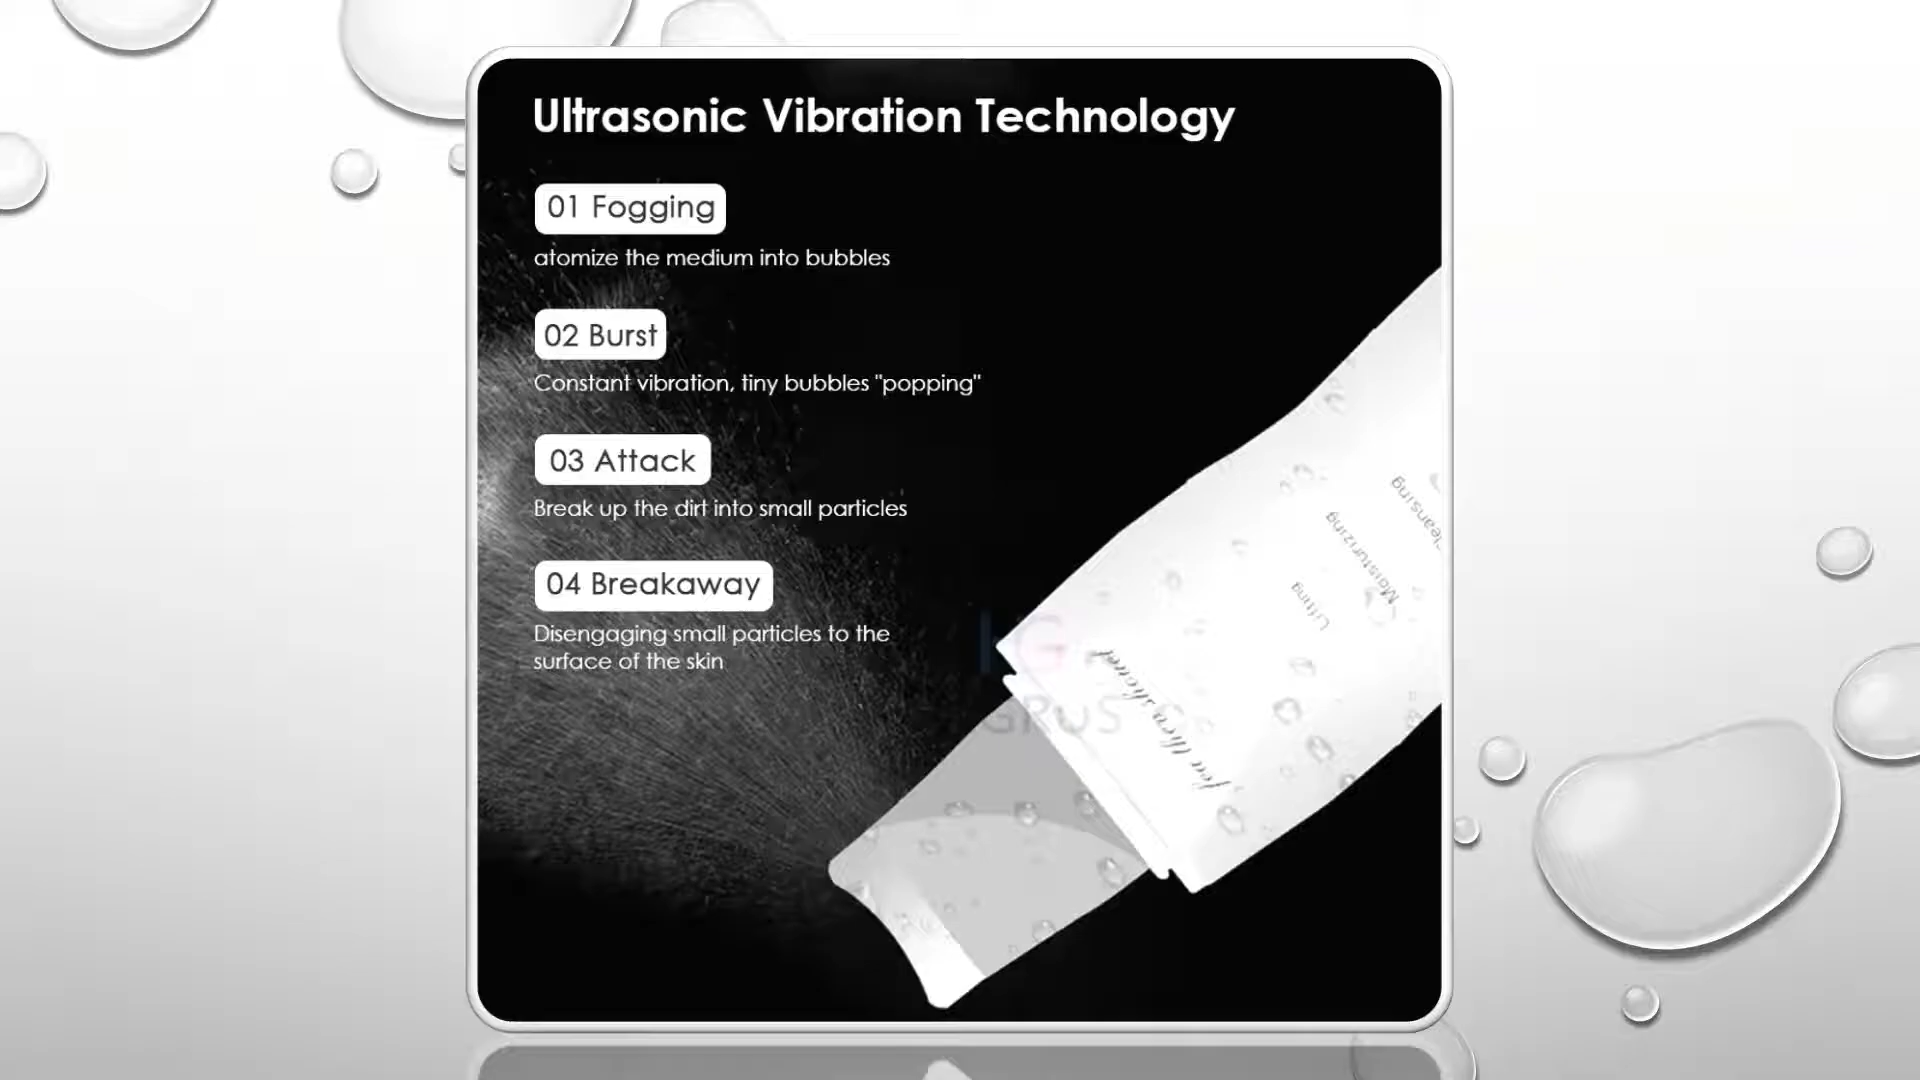 Ultrasonic Vibration Technology
01 Fogging
atomize the medium into bubbles
02 Burst
Constant vibration, tiny bubbles "popping"
03 Attack
Break up the dirt into small particles
04 Breakaway
Disengaging small particles to the
surface of the skin
Moisturizing
Lifting